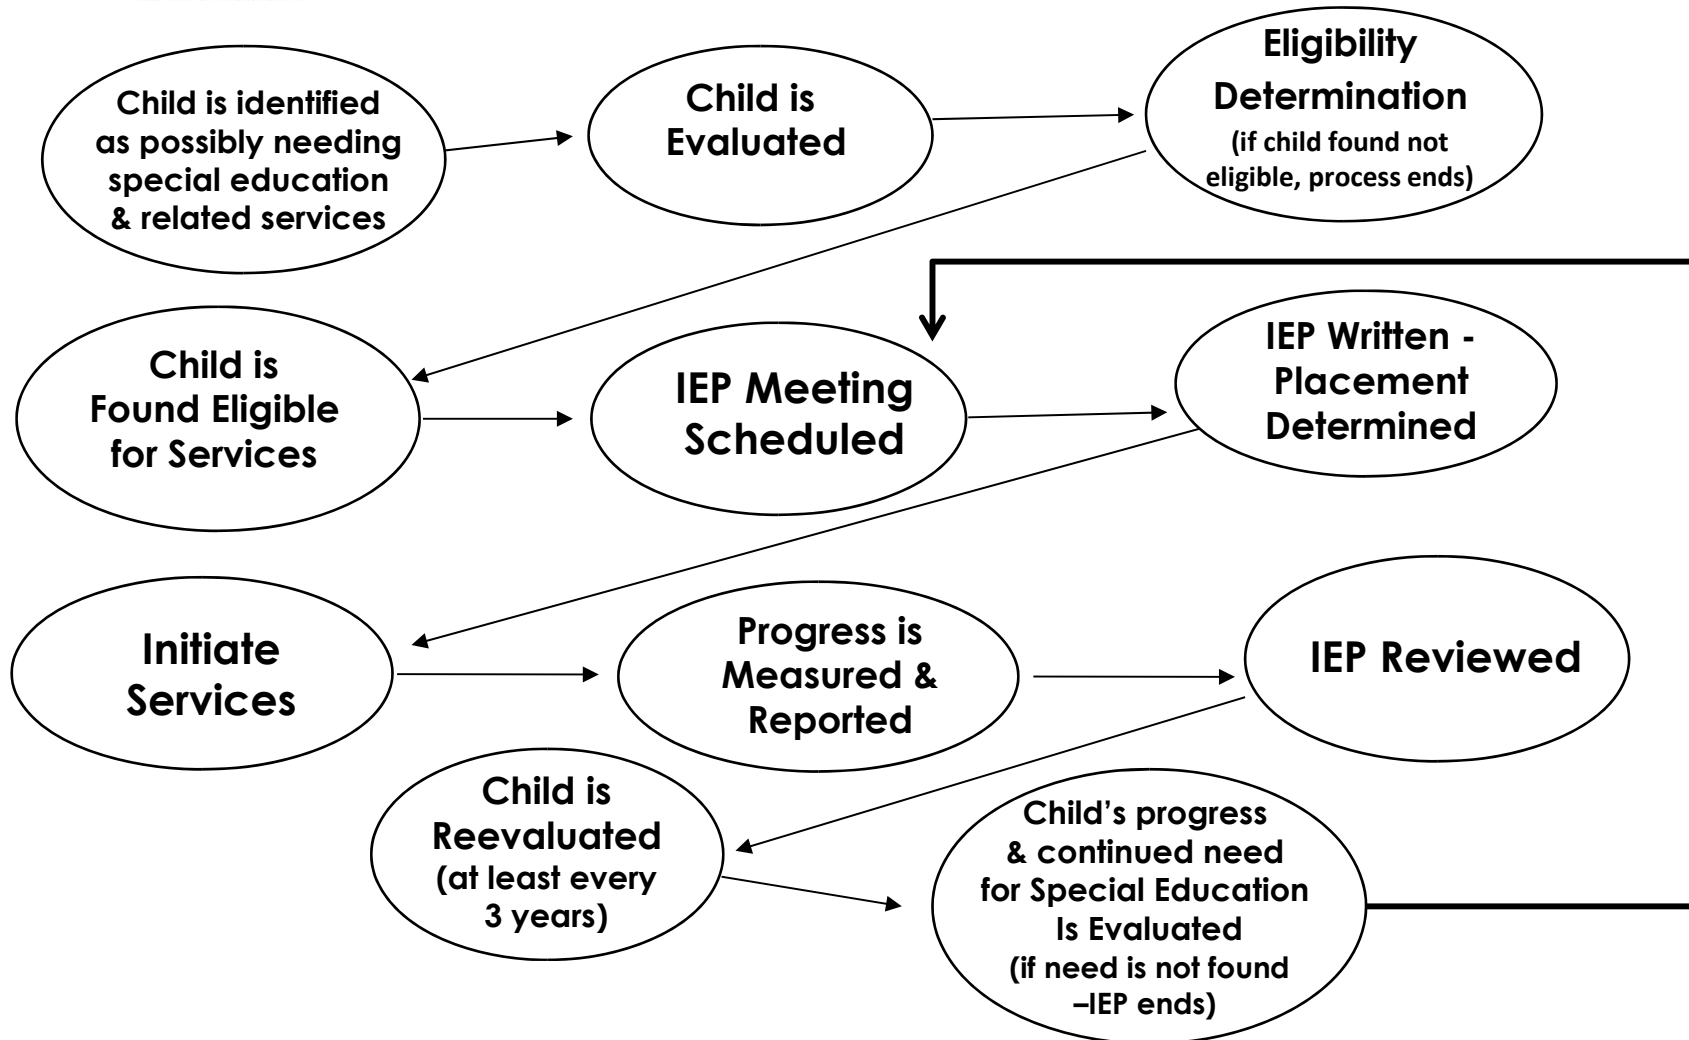 Child is identified
as possibly needing
special education
& related services
Child is
Evaluated
Eligibility
Determination
(if child found not
eligible, process ends)
Child is
Found Eligible
for Services
IEP Meeting
Scheduled
IEP Written -
Placement
Determined
Initiate
Services
Progress is
Measured &
Reported
IEP Reviewed
Child is
Reevaluated
(at least every
3 years)
Child’s progress
& continued need
for Special Education
Is Evaluated
(if need is not found
–IEP ends)